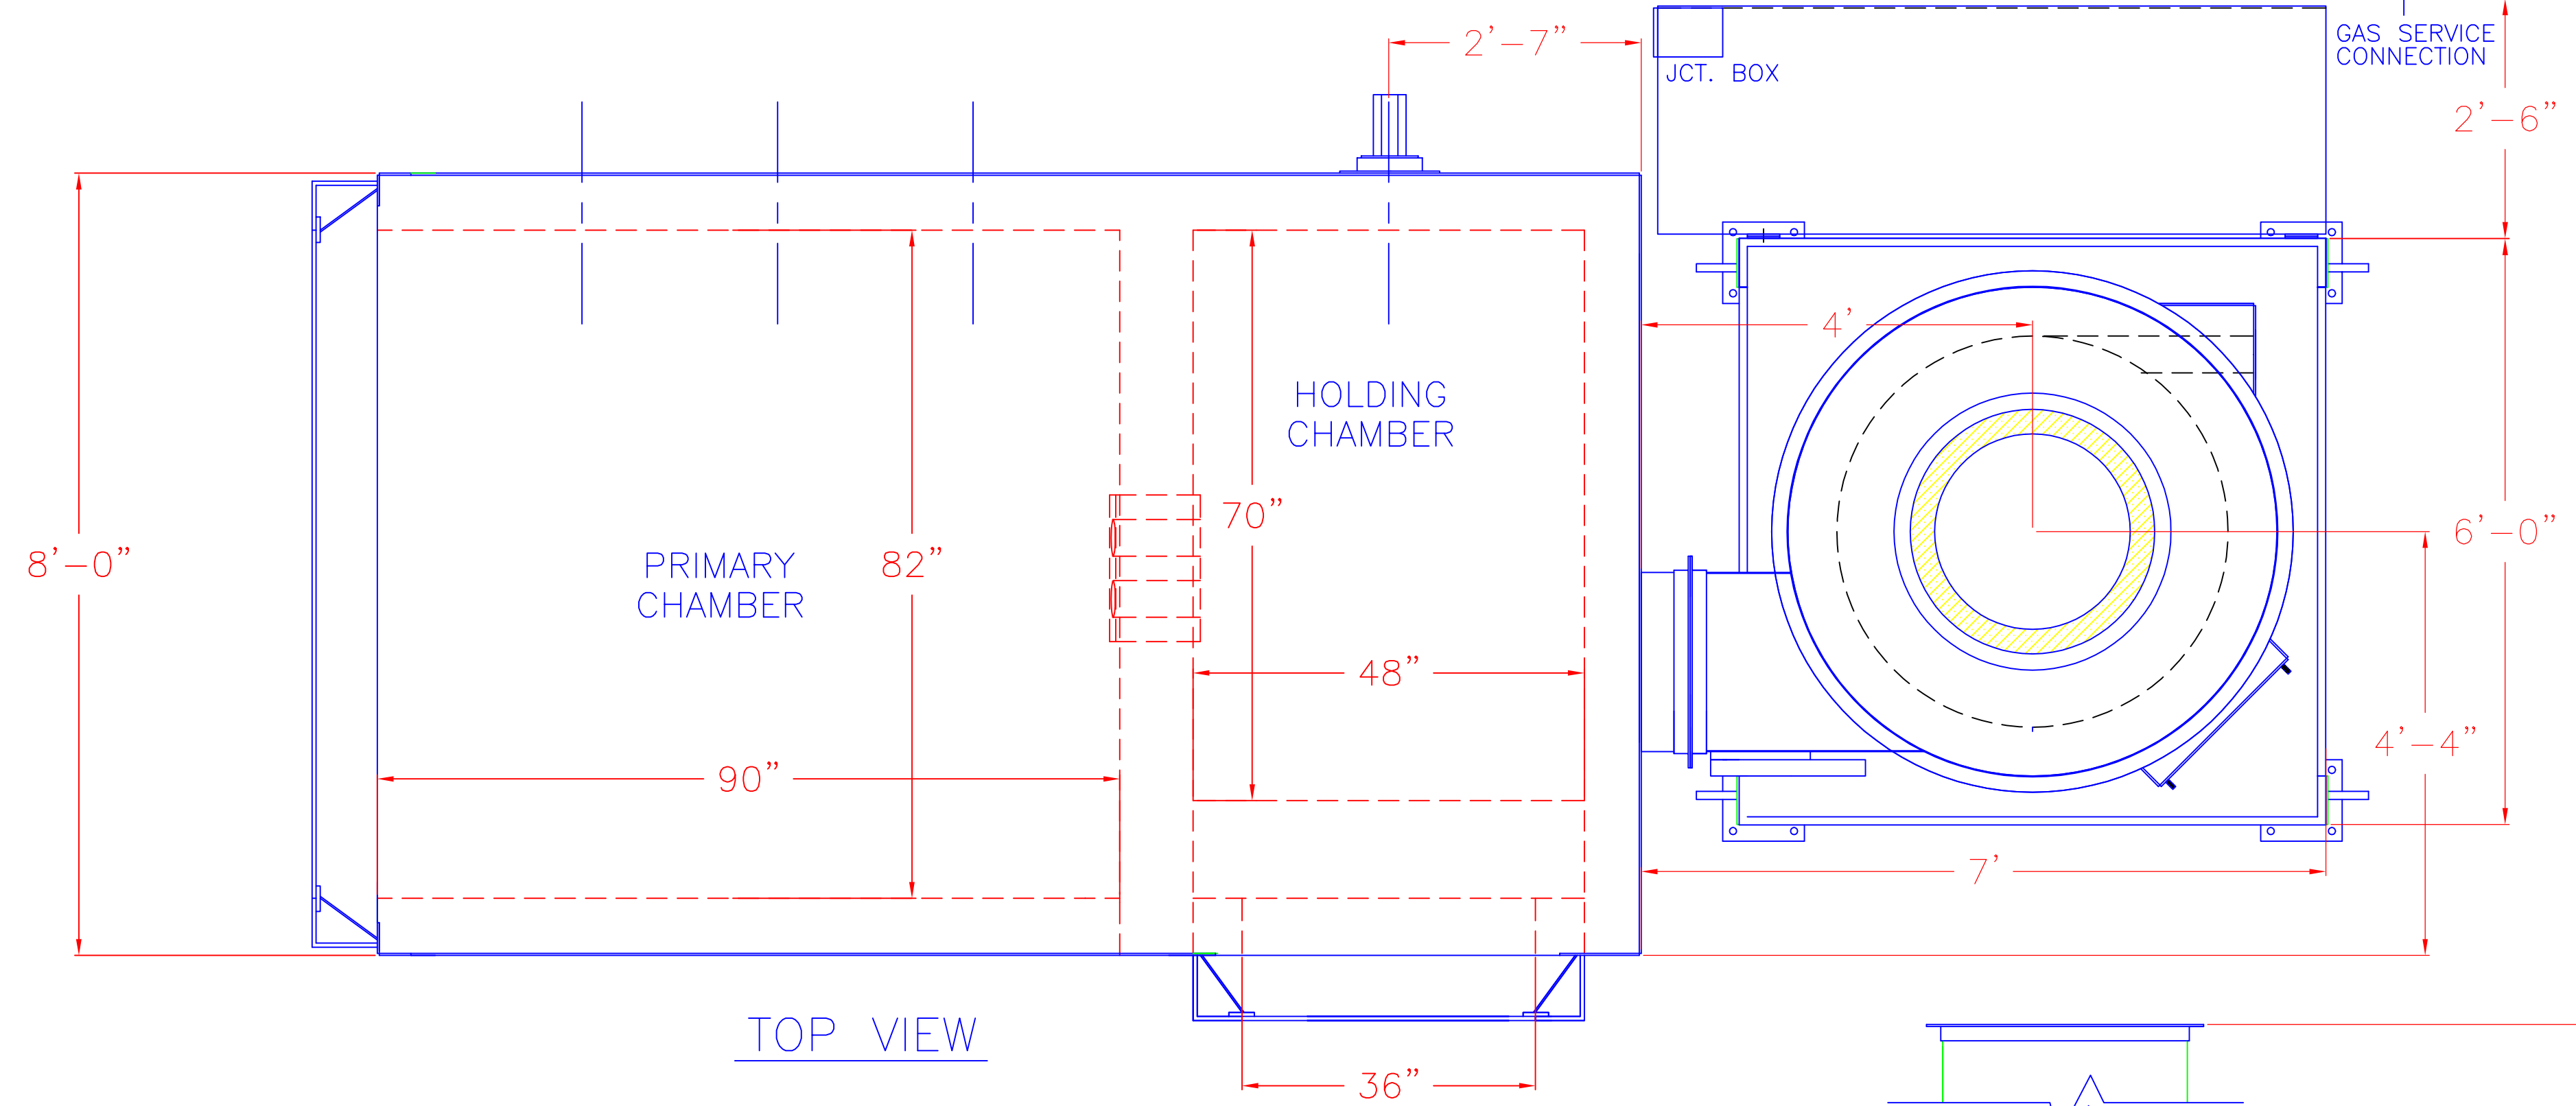 2'-7"
GAS SERVICE
CONNECTION
JCT. BOX
2'-6"
4'
HOLDING
CHAMBER
70"
6'-0"
8'-0"
PRIMARY
CHAMBER
82"
48"
4'-4"
90"
7'
TOP VIEW
36"